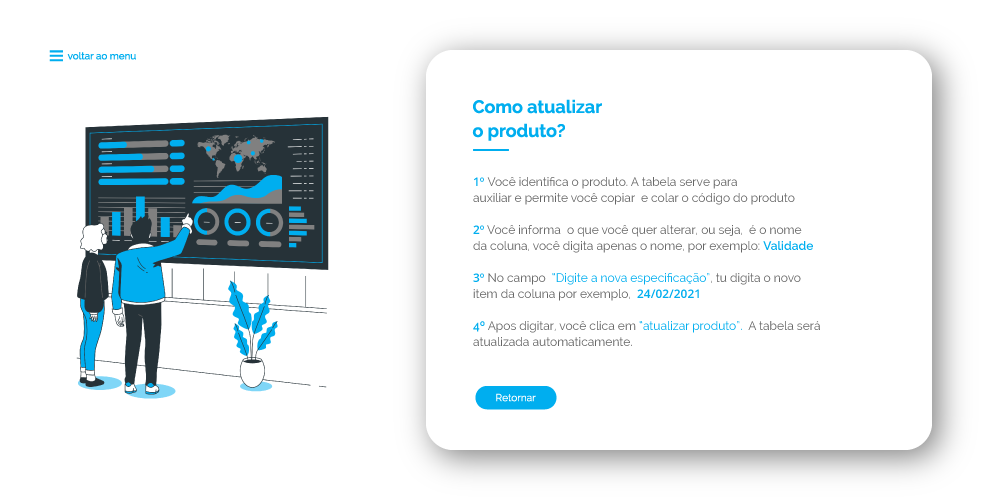 voltar ao menu
Como atualizar
o produto?
1º Você identifica o produto. A tabela serve para
auxiliar e permite você copiar e colar o código do produto
2º Você informa o que você quer alterar, ou seja, é o nome
da coluna, você digita apenas o nome, por exemplo: Validade
3º No campo "Digite a nova especificação", tu digita o novo
item da coluna por exemplo, 24/02/2021
4º Apos digitar, você clica em "atualizar produto". A tabela será
atualizada automaticamente.
Retornar